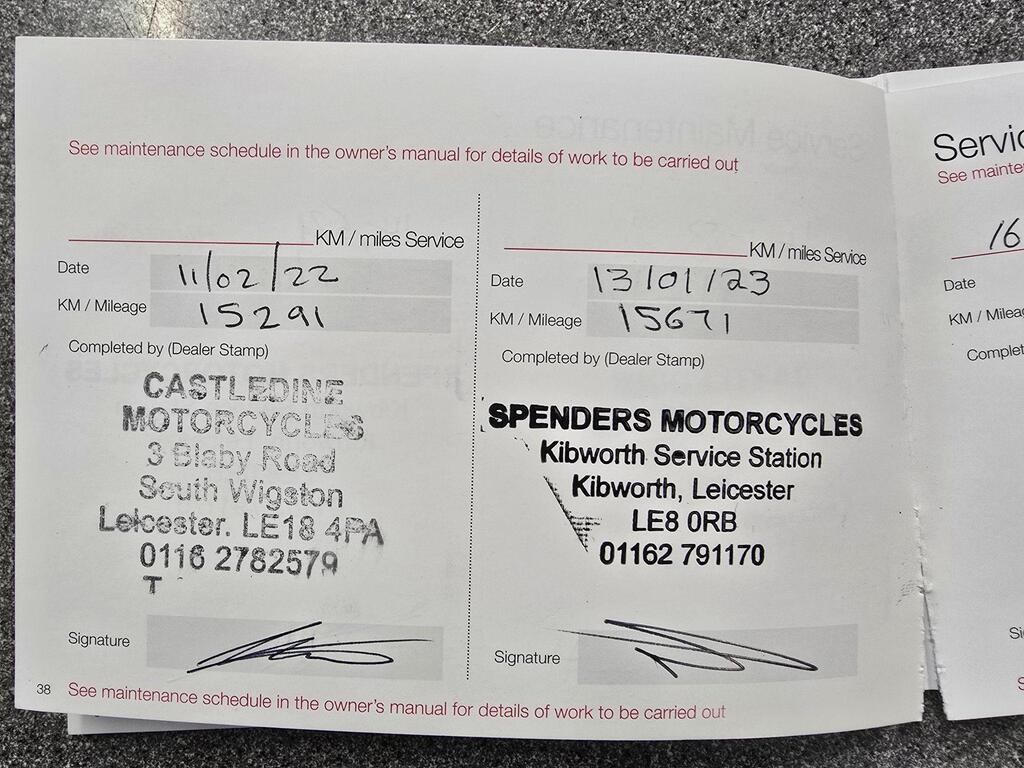 See maintenance schedule in the owner's manual for details of work to be carried out
KM / miles Service
Date 11/02/22
KM / Mileage 15291
Completed by (Dealer Stamp)
CASTLEDINE
MOTORCYCLES
3 Blaby Road
South Wigston
Leicester. LE18 4PA
0116 2782579
T
Signature
38 See maintenance schedule in the owner's manual for details of work to be carried out
KM / miles Service
Date 13/01/23
KM / Mileage 15671
Completed by (Dealer Stamp)
SPENDERS MOTORCYCLES
Kibworth Service Station
Kibworth, Leicester
LE8 0RB
01162 791170
Signature
Servic
See mainte
16
Date
KM / Mileag
Complet
Si
S